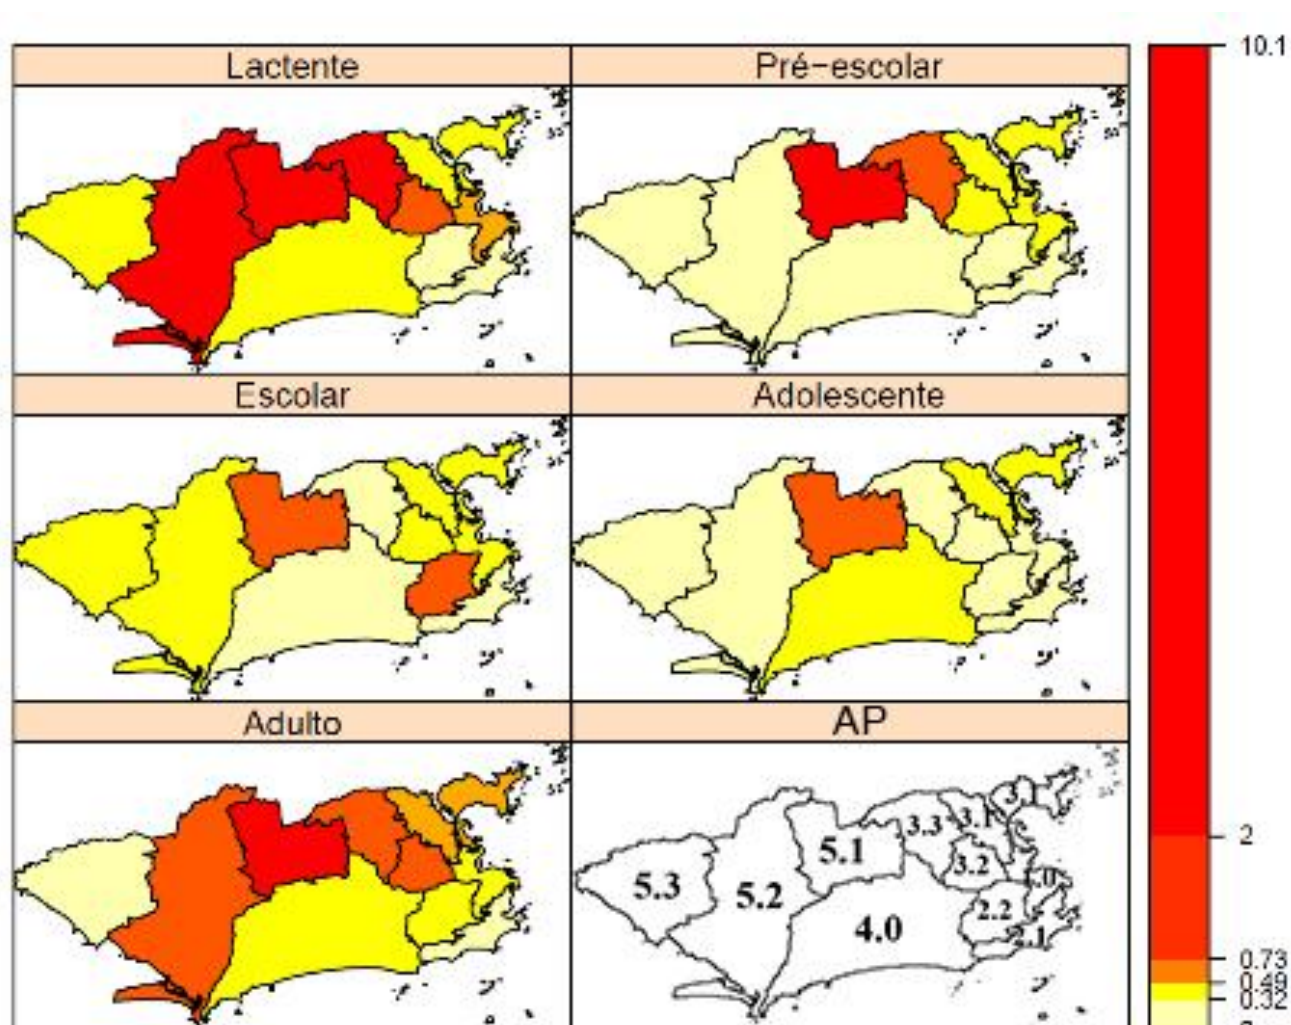 Lactente
Pré-escolar
10.1
Escolar
Adolescente
Adulto
AP
3.3
3.1
5.1
3.2
5.3
5.2
2.2
4.0
2.1
2
0.73
0.49
0.32